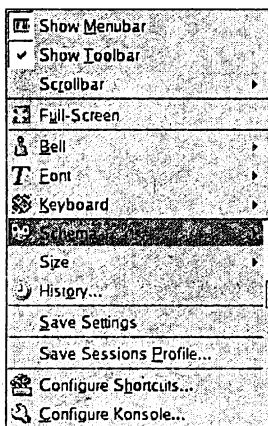 Show Menubar
Show Toolbar
Scrollbar
Full-Screen
Bell
Font
Keyboard
Schema
Size
History...
Save Settings
Save Sessions Profile...
Configure Shortcuts...
Configure Konsole...